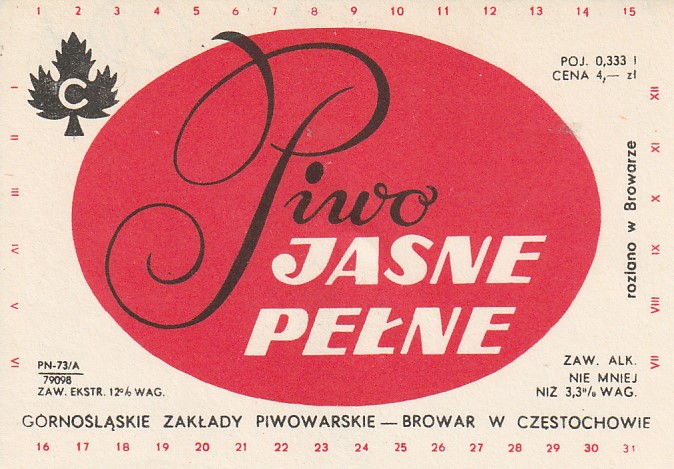 1 2 3 4 5 6 7 8 9 10 11 12 13 14 15
C
POJ. 0,333 l
CENA 4,— zł
Piwo
JASNE
PEŁNE
I II III IV V VI
XII XI X IX VIII VII
rozlano w Browarze
PN-73/A
79098
ZAW. EKSTR. 12% WAG.
ZAW. ALK.
NIE MNIEJ
NIŻ 3,3% WAG.
GÓRNOŚLĄSKIE ZAKŁADY PIWOWARSKIE — BROWAR W CZĘSTOCHOWIE
16 17 18 19 20 21 22 23 24 25 26 27 28 29 30 31